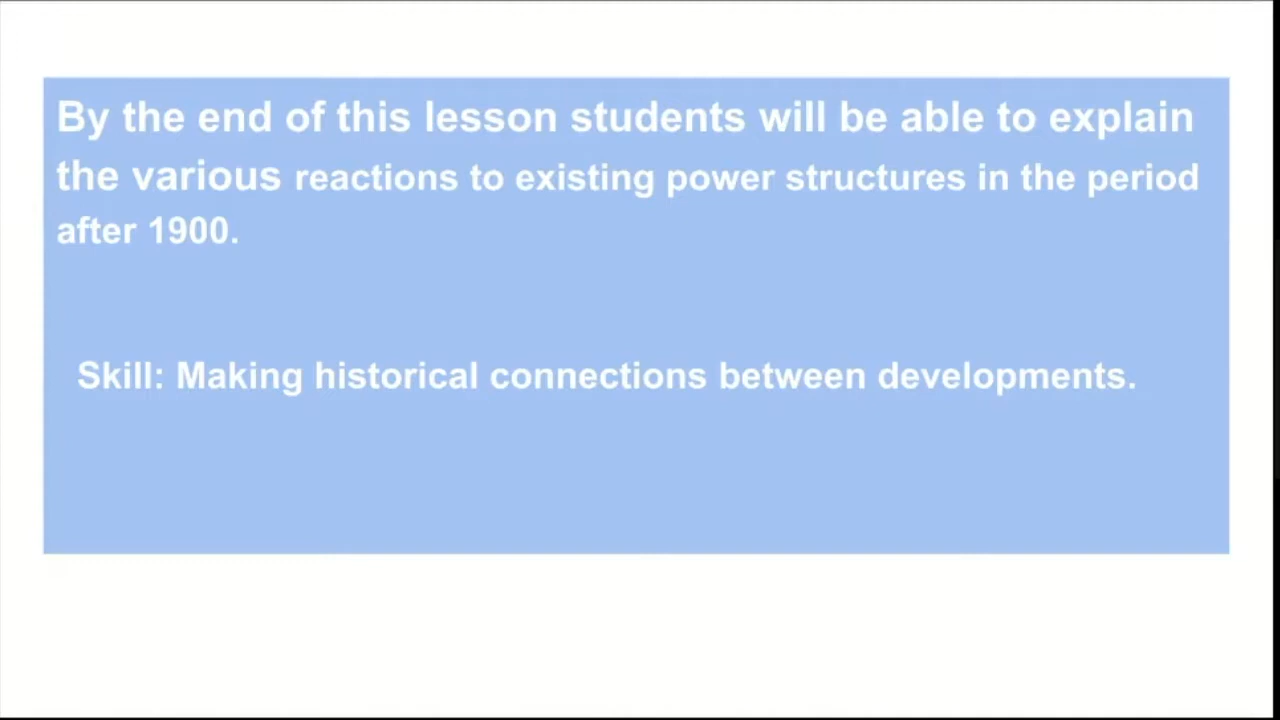 By the end of this lesson students will be able to explain
the various reactions to existing power structures in the period
after 1900.
Skill: Making historical connections between developments.